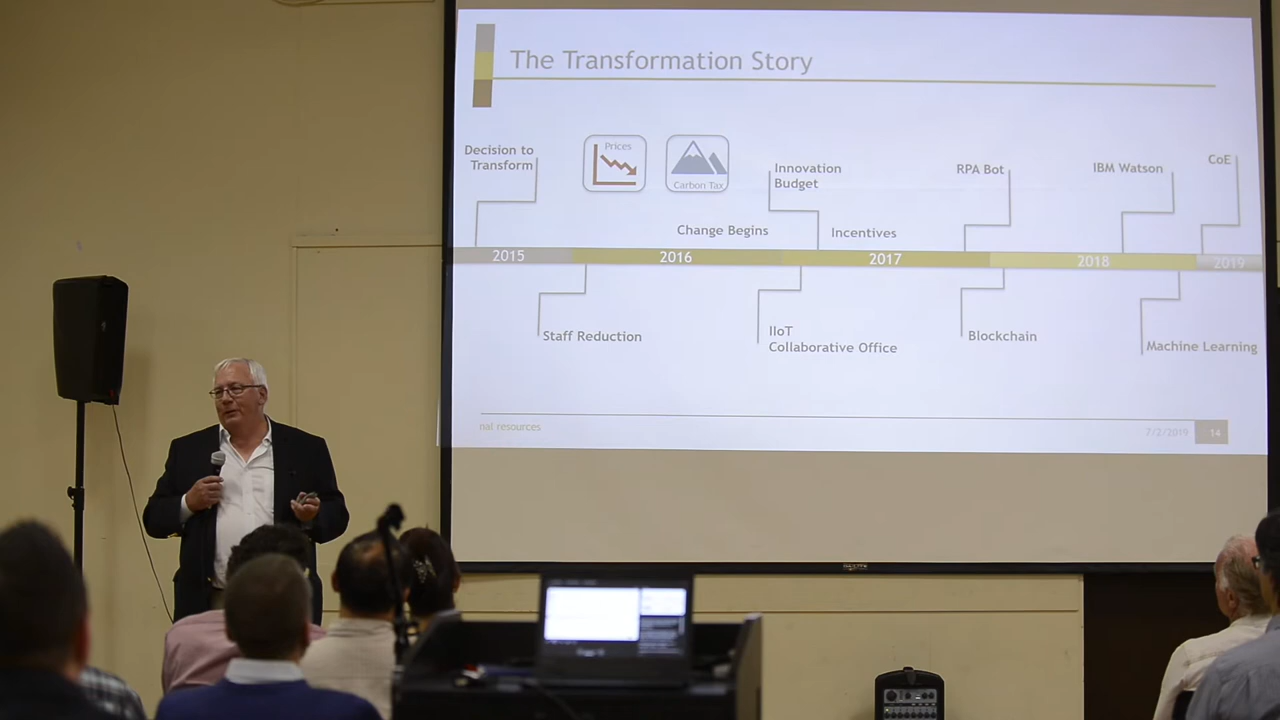 The Transformation Story
Decision to
Transform
Prices
Carbon Tax
Innovation
Budget
RPA Bot
IBM Watson
CoE
Change Begins
Incentives
2015
2016
2017
2018
2019
Staff Reduction
IIoT
Collaborative Office
Blockchain
Machine Learning
nal resources
7/2/2019
14